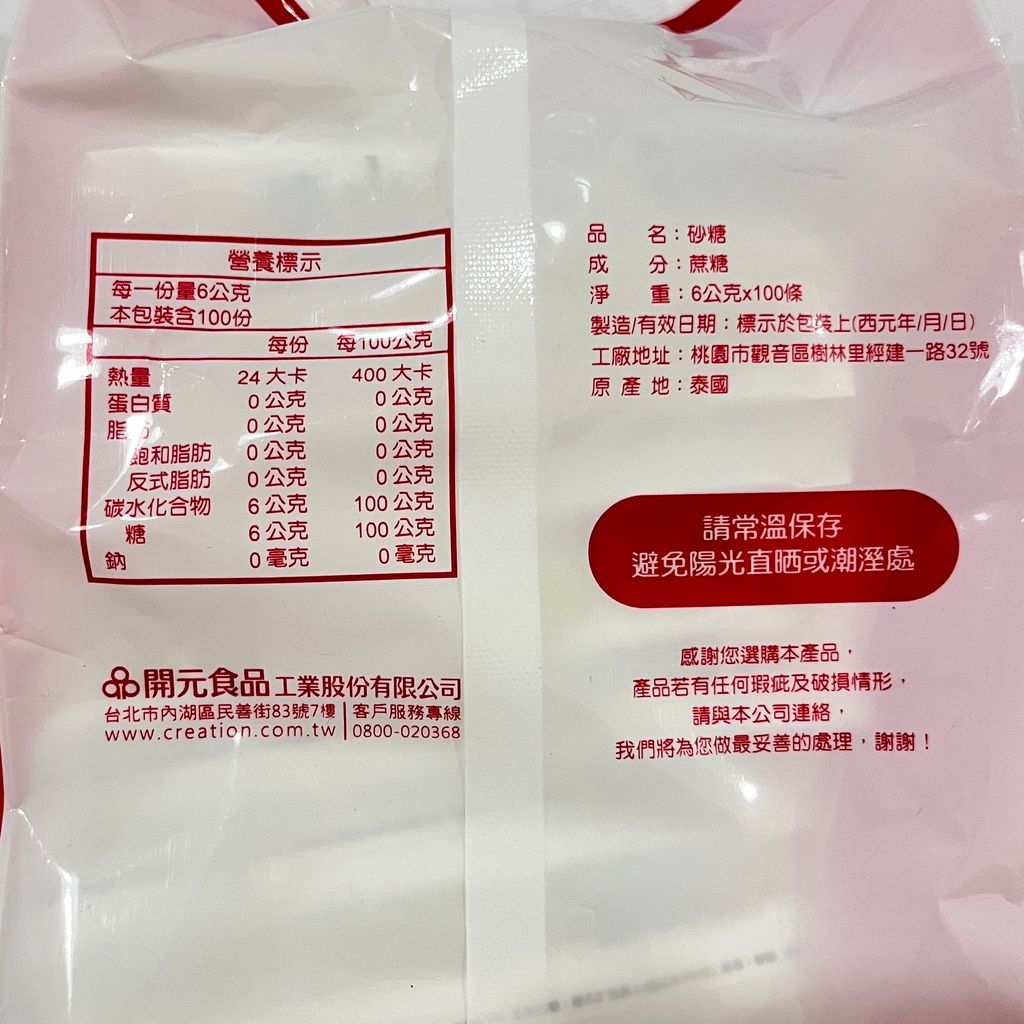 營養標示
每一份量6公克
本包裝含100份
每份 每100公克
熱量 24大卡 400大卡
蛋白質 0公克 0公克
脂肪 0公克 0公克
飽和脂肪 0公克 0公克
反式脂肪 0公克 0公克
碳水化合物 6公克 100公克
糖 6公克 100公克
鈉 0毫克 0毫克
開元食品工業股份有限公司
台北市內湖區民善街83號7樓 客戶服務專線
www.creation.com.tw 0800-020368
品名：砂糖
成分：蔗糖
淨重：6公克x100條
製造/有效日期：標示於包裝上(西元年/月/日)
工廠地址：桃園市觀音區樹林里經建一路32號
原產地：泰國
請常溫保存
避免陽光直晒或潮溼處
感謝您選購本產品，
產品若有任何瑕疵及破損情形，
請與本公司連絡，
我們將為您做最妥善的處理，謝謝！